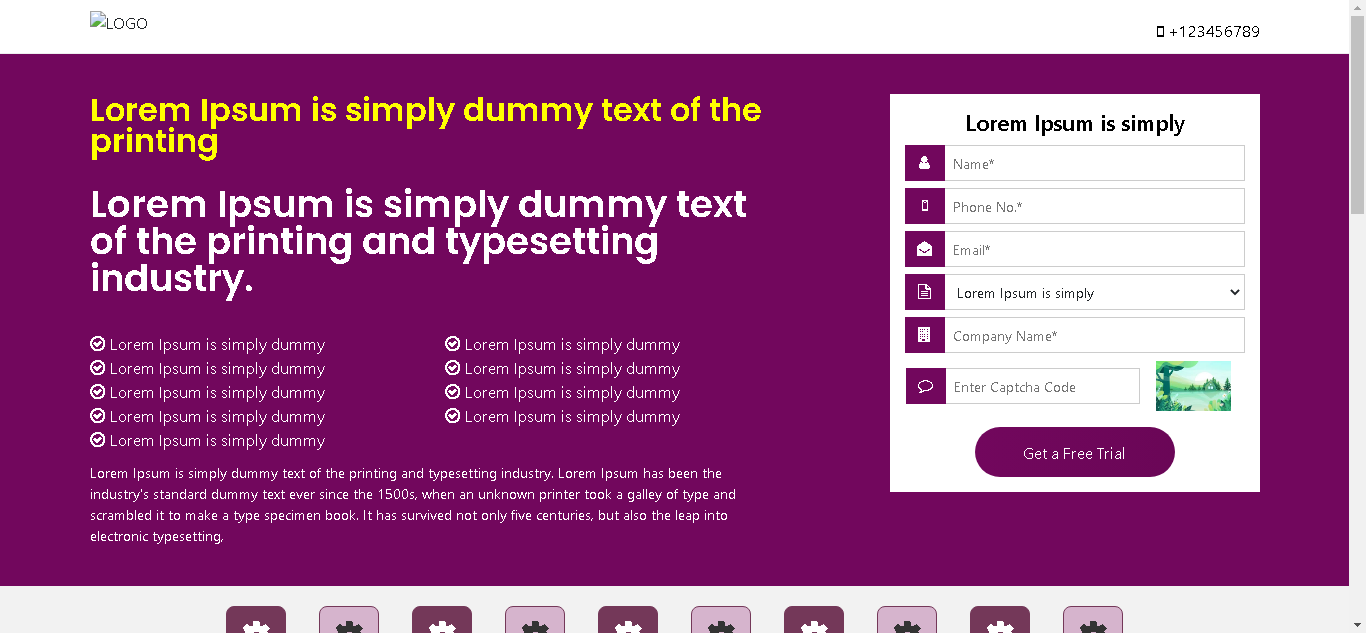 LOGO
+123456789
Lorem Ipsum is simply dummy text of the
printing
Lorem Ipsum is simply dummy text
of the printing and typesetting
industry.
Lorem Ipsum is simply dummy
Lorem Ipsum is simply dummy
Lorem Ipsum is simply dummy
Lorem Ipsum is simply dummy
Lorem Ipsum is simply dummy
Lorem Ipsum is simply dummy
Lorem Ipsum is simply dummy
Lorem Ipsum is simply dummy
Lorem Ipsum is simply dummy
Lorem Ipsum is simply dummy text of the printing and typesetting industry. Lorem Ipsum has been the
industry's standard dummy text ever since the 1500s, when an unknown printer took a galley of type and
scrambled it to make a type specimen book. It has survived not only five centuries, but also the leap into
electronic typesetting,
Lorem Ipsum is simply
Name*
Phone No.*
Email*
Lorem Ipsum is simply
Company Name*
Enter Captcha Code
Get a Free Trial